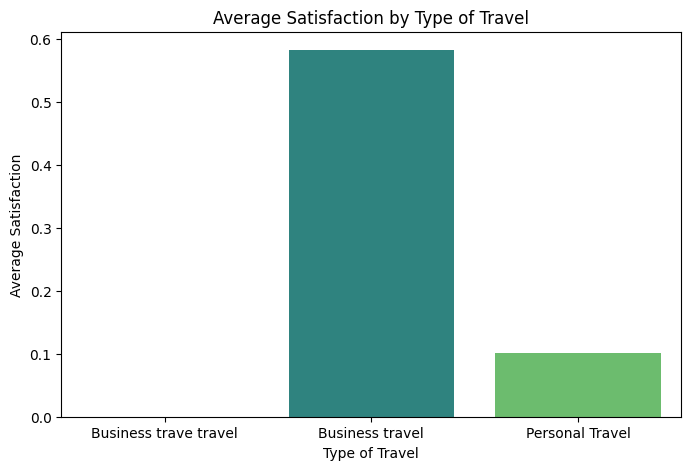 Average Satisfaction by Type of Travel
0.6
0.5
0.4
0.3
0.2
0.1
0.0
Average Satisfaction
Business trave travel
Business travel
Personal Travel
Type of Travel